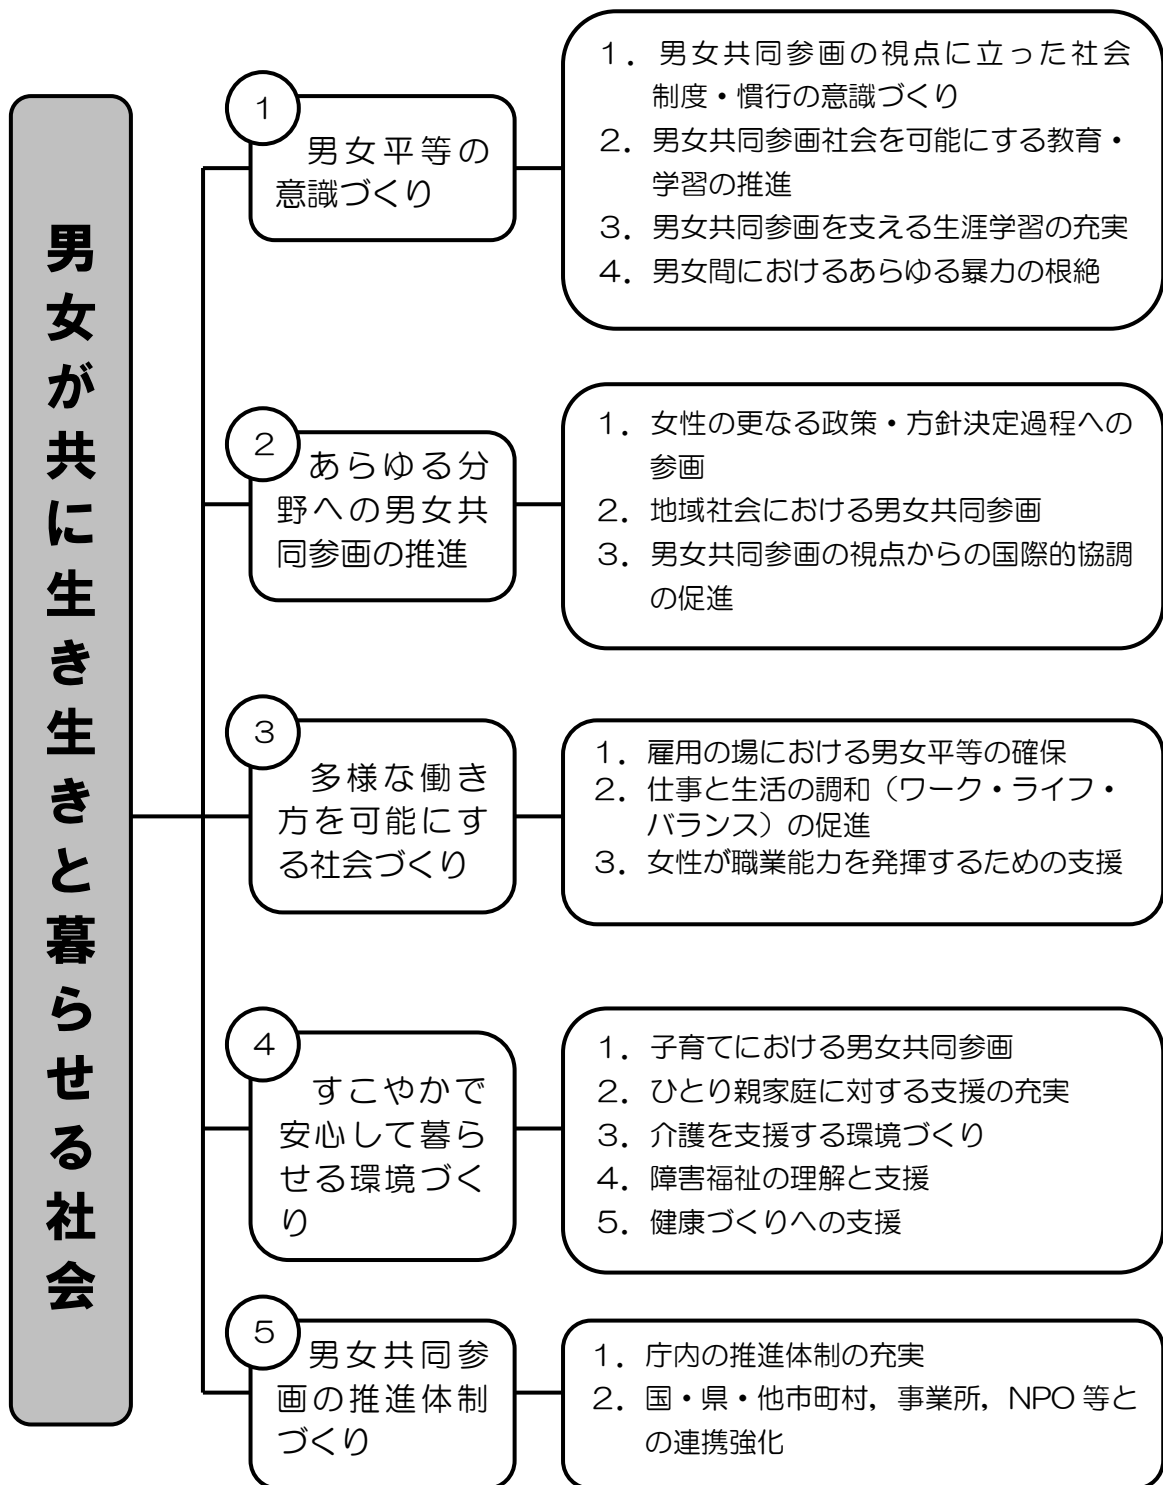 男女が共に生き生きと暮らせる社会
1
男女平等の
意識づくり
1．男女共同参画の視点に立った社会
制度・慣行の意識づくり
2．男女共同参画社会を可能にする教育・
学習の推進
3．男女共同参画を支える生涯学習の充実
4．男女間におけるあらゆる暴力の根絶
2
あらゆる分
野への男女共
同参画の推進
1．女性の更なる政策・方針決定過程への
参画
2．地域社会における男女共同参画
3．男女共同参画の視点からの国際的協調
の促進
3
多様な働き
方を可能にす
る社会づくり
1．雇用の場における男女平等の確保
2．仕事と生活の調和（ワーク・ライフ・
バランス）の促進
3．女性が職業能力を発揮するための支援
4
すこやかで
安心して暮ら
せる環境づく
り
1．子育てにおける男女共同参画
2．ひとり親家庭に対する支援の充実
3．介護を支援する環境づくり
4．障害福祉の理解と支援
5．健康づくりへの支援
5
男女共同参
画の推進体制
づくり
1．庁内の推進体制の充実
2．国・県・他市町村，事業所，NPO 等と
の連携強化